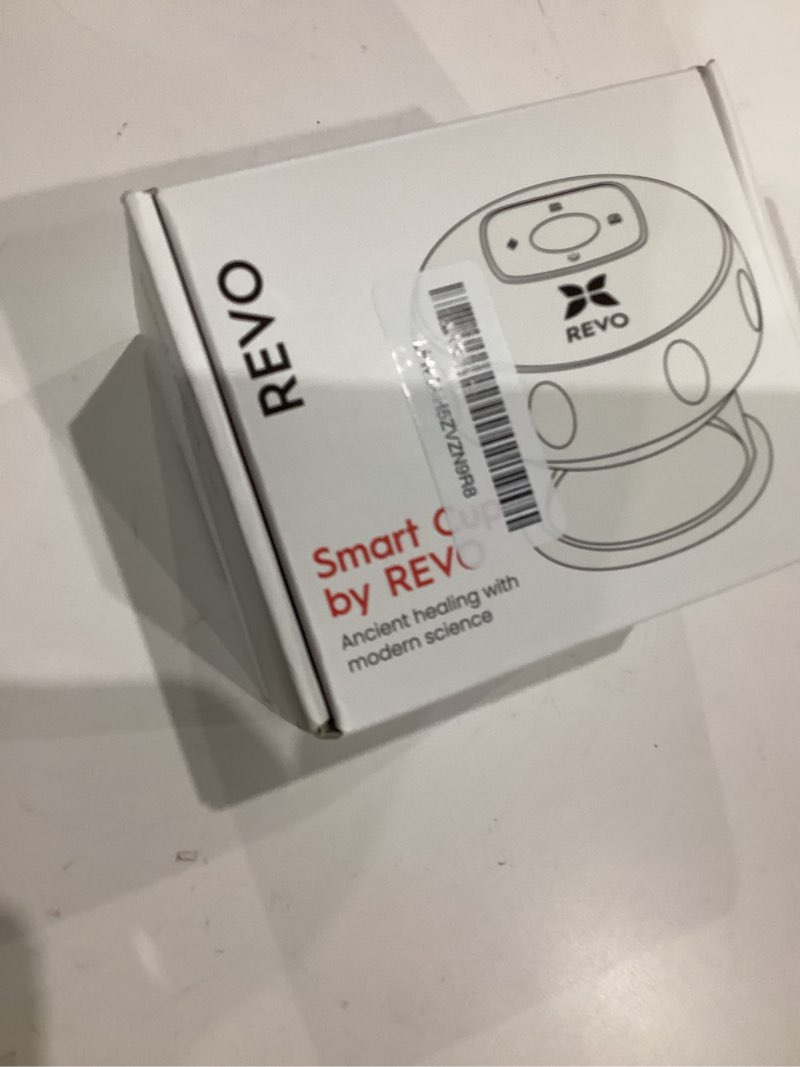 REVO
REVO
Smart Cup
by REVO
Ancient healing with
modern science